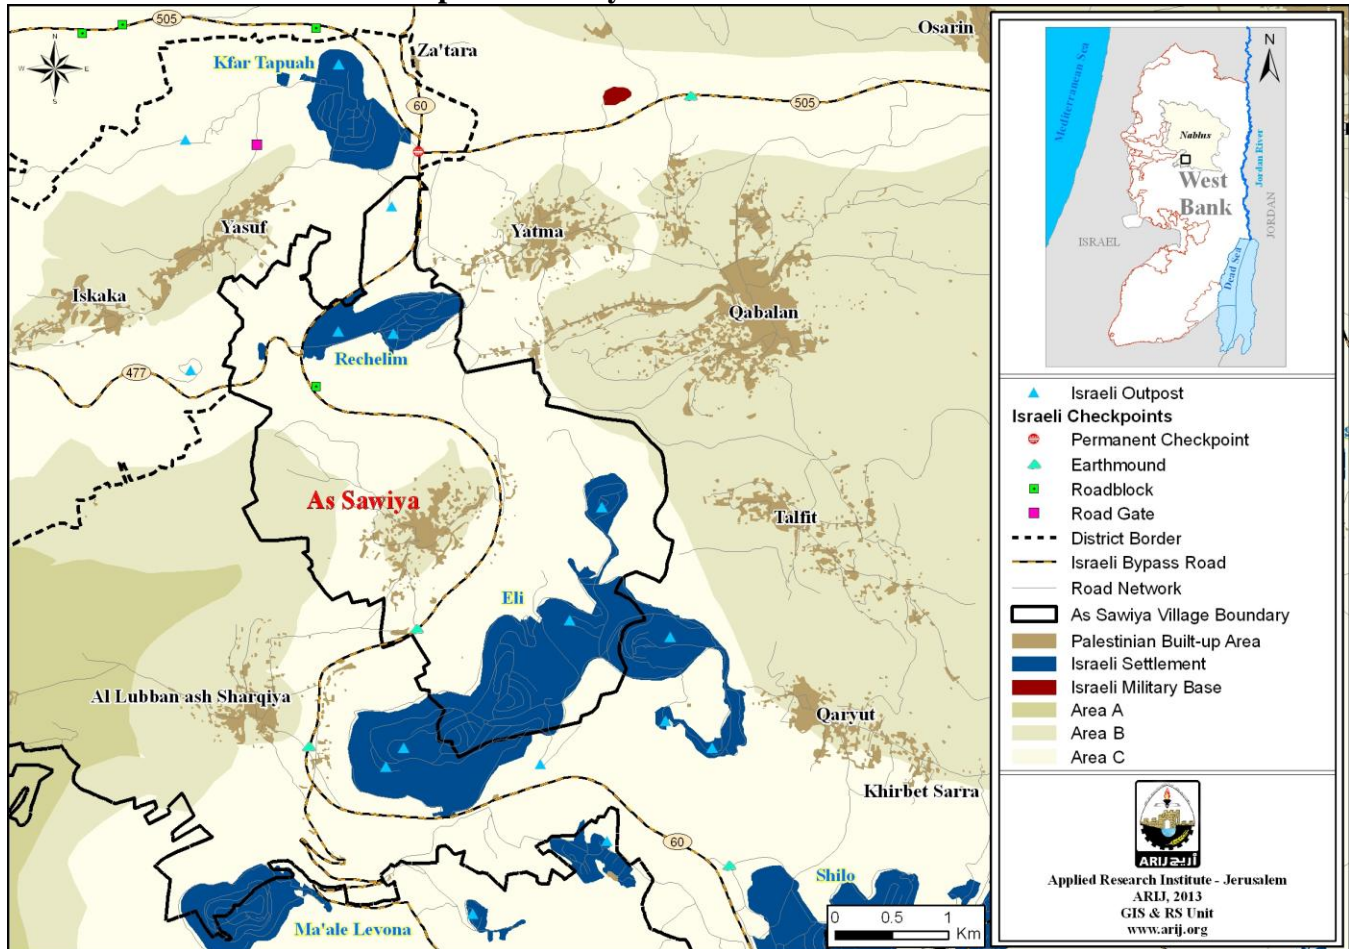 505
Osarin
Za'tara
Kfar Tapuah
N
W
E
S
60
505
Yasuf
Yatma
Iskaka
Qabalan
Rechelim
477
As Sawiya
Talfit
Eli
Al Lubban ash Sharqiya
Qaryut
Khirbet Sarra
60
Shilo
Ma'ale Levona
0 0.5 1
Km
N
Mediterranean Sea
Nablus
West
Bank
Jordan River
JORDAN
ISRAEL
Dead Sea
Israeli Outpost
Israeli Checkpoints
Permanent Checkpoint
Earthmound
Roadblock
Road Gate
District Border
Israeli Bypass Road
Road Network
As Sawiya Village Boundary
Palestinian Built-up Area
Israeli Settlement
Israeli Military Base
Area A
Area B
Area C
ARIJ أريج
Applied Research Institute - Jerusalem
ARIJ, 2013
GIS & RS Unit
www.arij.org